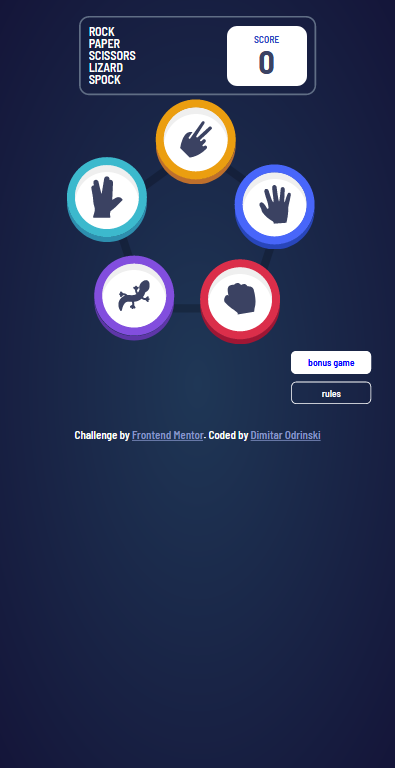 ROCK
PAPER
SCISSORS
LIZARD
SPOCK
SCORE
0
bonus game
rules
Challenge by Frontend Mentor. Coded by Dimitar Odrinski